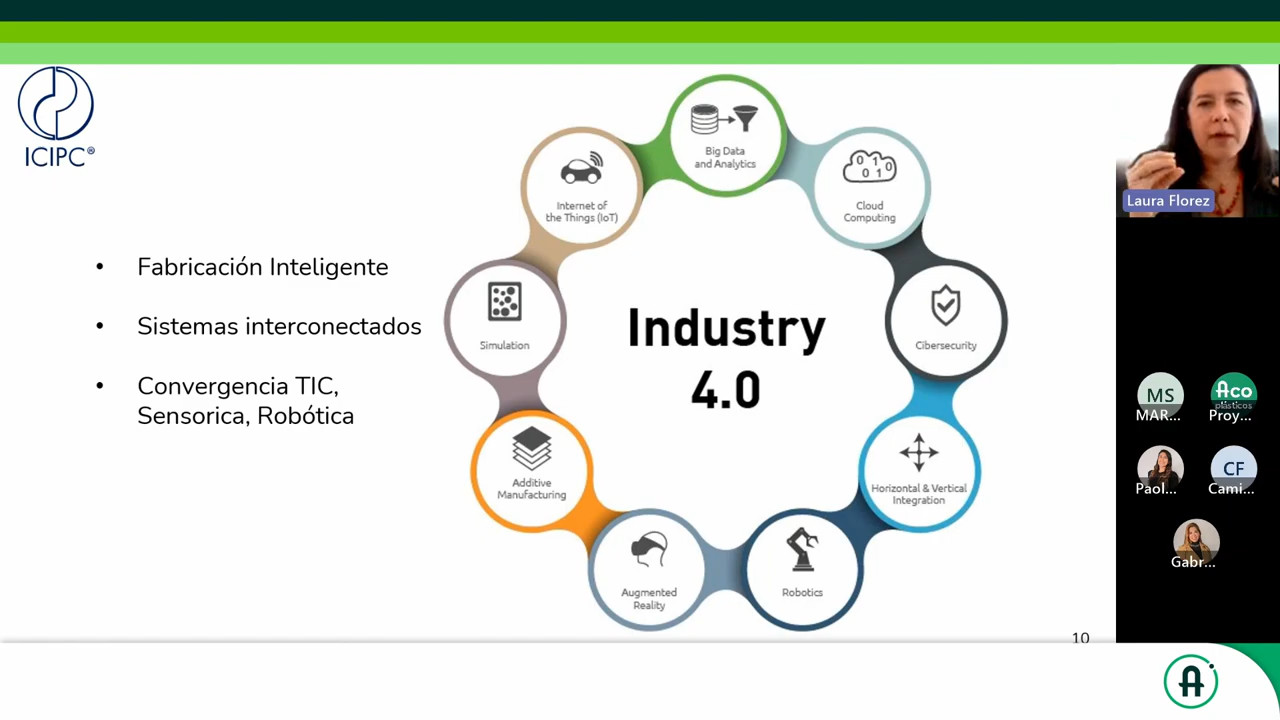 ICIPC®
• Fabricación Inteligente
• Sistemas interconectados
• Convergencia TIC,
Sensorica, Robótica
Big Data
and Analytics
Cloud
Computing
Cibersecurity
Horizontal & Vertical
Integration
Robotics
Augmented
Reality
Additive
Manufacturing
Simulation
Internet of
the Things (IoT)
Industry
4.0
10
Laura Florez
MS
MAR...
Aco
plásticos
Proy...
Paol...
CF
Cami...
Gabr...
A